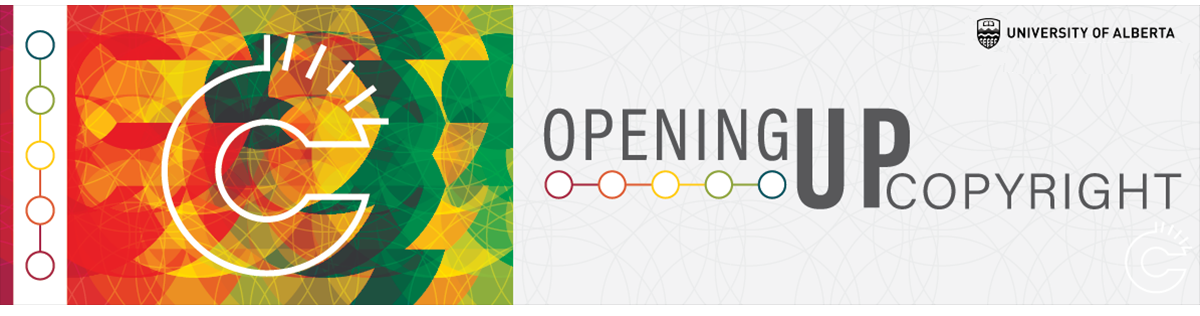 UNIVERSITY OF ALBERTA
OPENING UP
COPYRIGHT